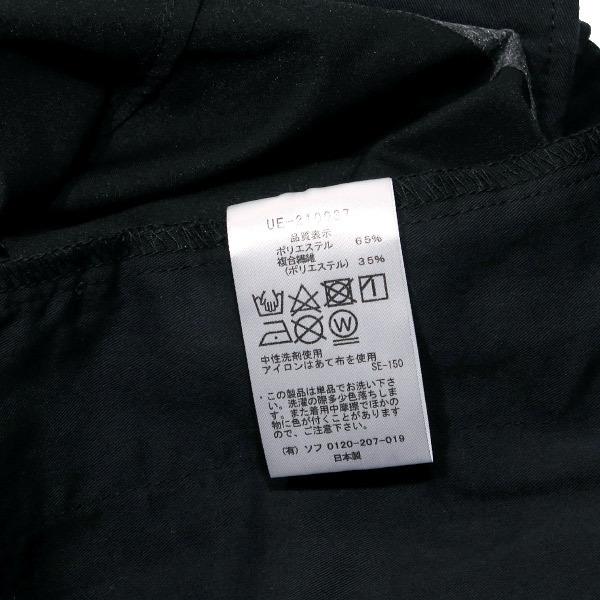 UE-210027
品質表示
ポリエステル 65%
複合繊維
(ポリエステル) 35%
W
中性洗剤使用
アイロンはあて布を使用 SE-150
・この製品は単品でお洗い下さ
い。洗濯の際多少色落ちしま
す。また着用中摩擦でほかの
物に色が付くことがあります
ので、ご注意下さい。
(有) ソフ 0120-207-019
日本製